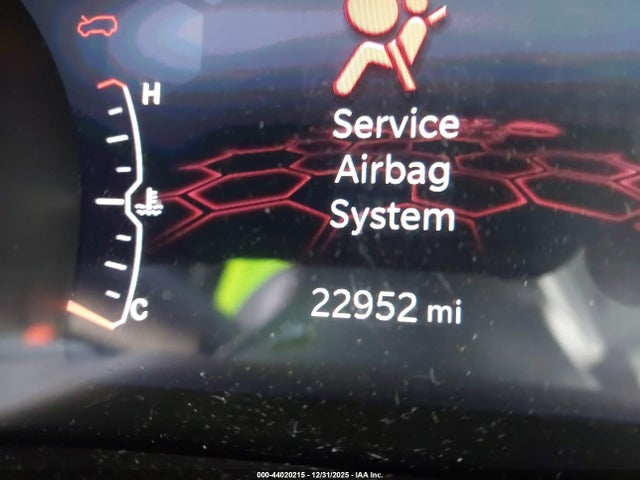 H
Service
Airbag
System
C
22952 mi
000-44020215 - 12/31/2025 - IAA Inc.